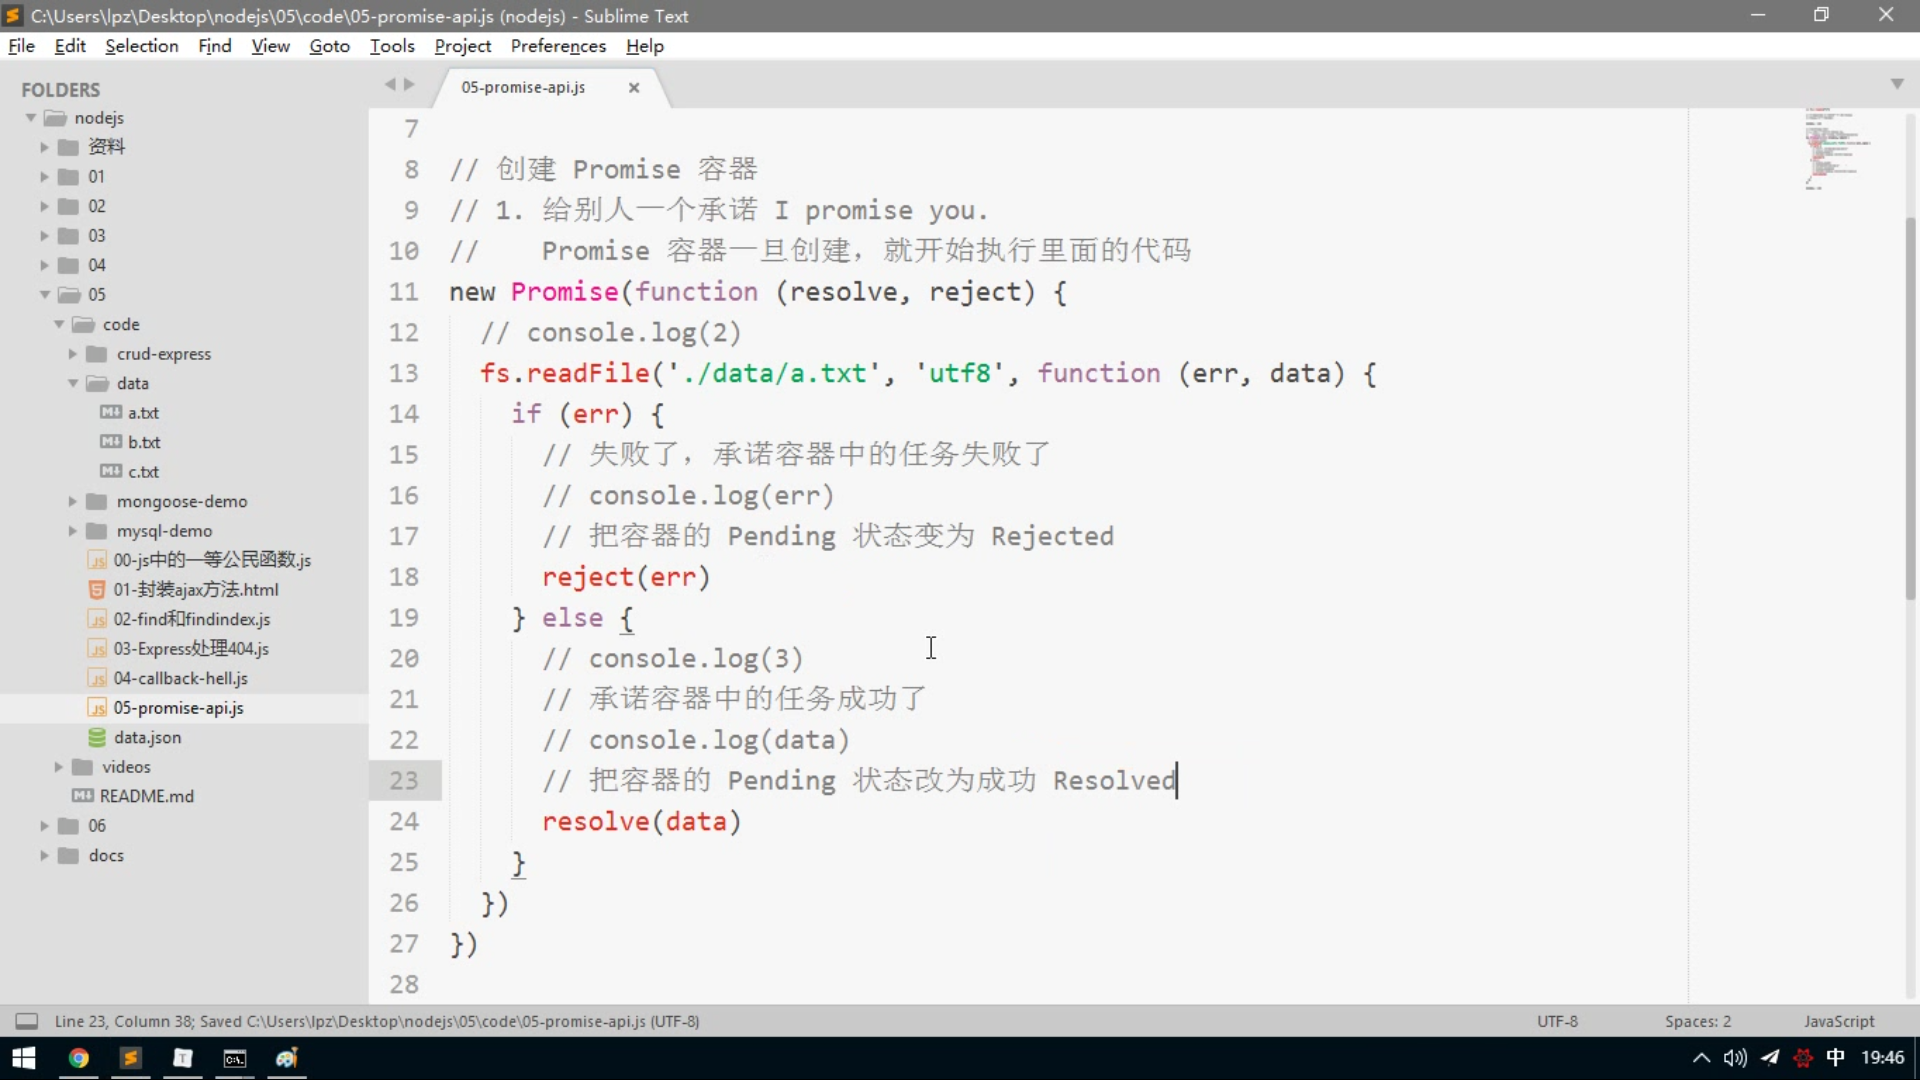 C:\Users\lpz\Desktop\nodejs\05\code\05-promise-api.js (nodejs) - Sublime Text
File Edit Selection Find View Goto Tools Project Preferences Help
FOLDERS
nodejs
资料
01
02
03
04
05
code
crud-express
data
a.txt
b.txt
c.txt
mongoose-demo
mysql-demo
00-js中的一等公民函数.js
01-封装ajax方法.html
02-find和findindex.js
03-Express处理404.js
04-callback-hell.js
05-promise-api.js
data.json
videos
README.md
06
docs
05-promise-api.js
7
8 // 创建 Promise 容器
9 // 1. 给别人一个承诺 I promise you.
10 //    Promise 容器一旦创建，就开始执行里面的代码
11 new Promise(function (resolve, reject) {
12   // console.log(2)
13   fs.readFile('./data/a.txt', 'utf8', function (err, data) {
14     if (err) {
15       // 失败了，承诺容器中的任务失败了
16       // console.log(err)
17       // 把容器的 Pending 状态变为 Rejected
18       reject(err)
19     } else {
20       // console.log(3)
21       // 承诺容器中的任务成功了
22       // console.log(data)
23       // 把容器的 Pending 状态改为成功 Resolved
24       resolve(data)
25     }
26   })
27 })
28
Line 23, Column 38; Saved C:\Users\lpz\Desktop\nodejs\05\code\05-promise-api.js (UTF-8) UTF-8 Spaces: 2 JavaScript
中 19:46